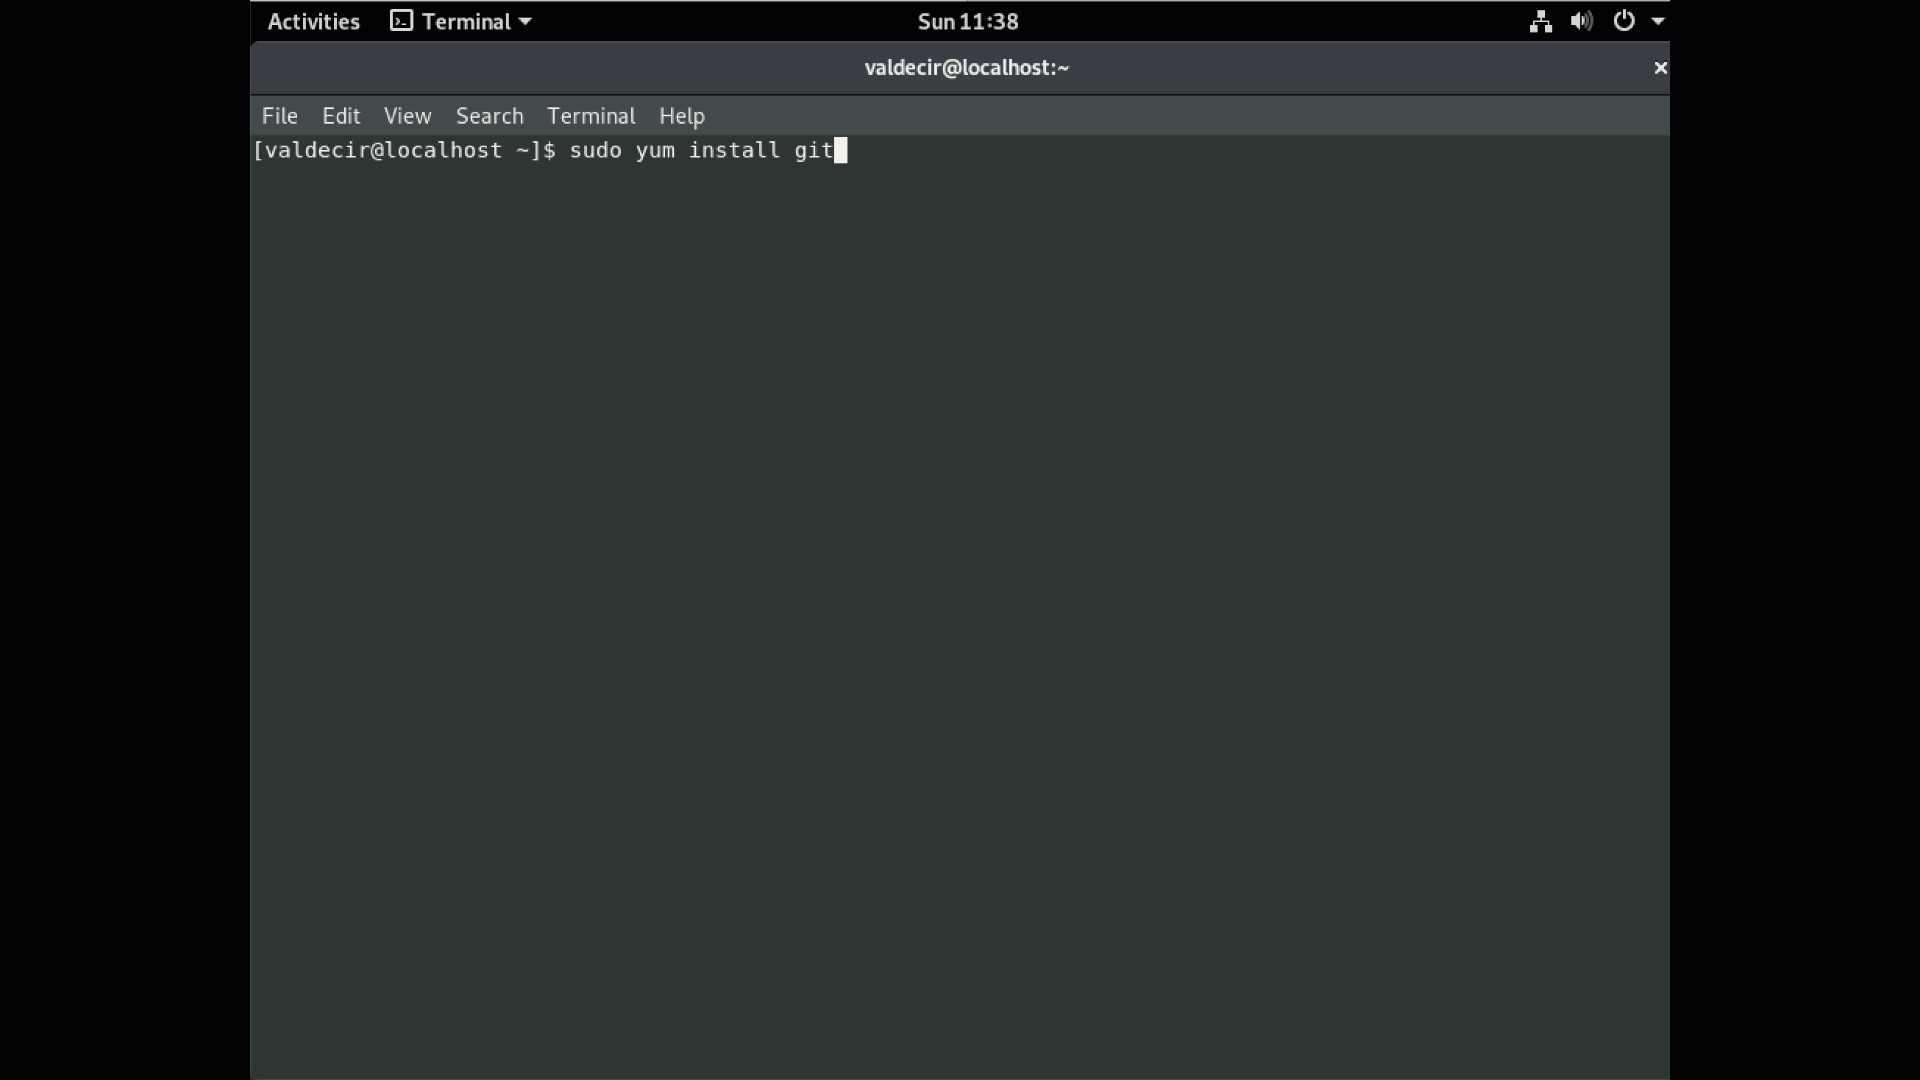 Activities Terminal Sun 11:38
valdecir@localhost:~
File Edit View Search Terminal Help
[valdecir@localhost ~]$ sudo yum install git